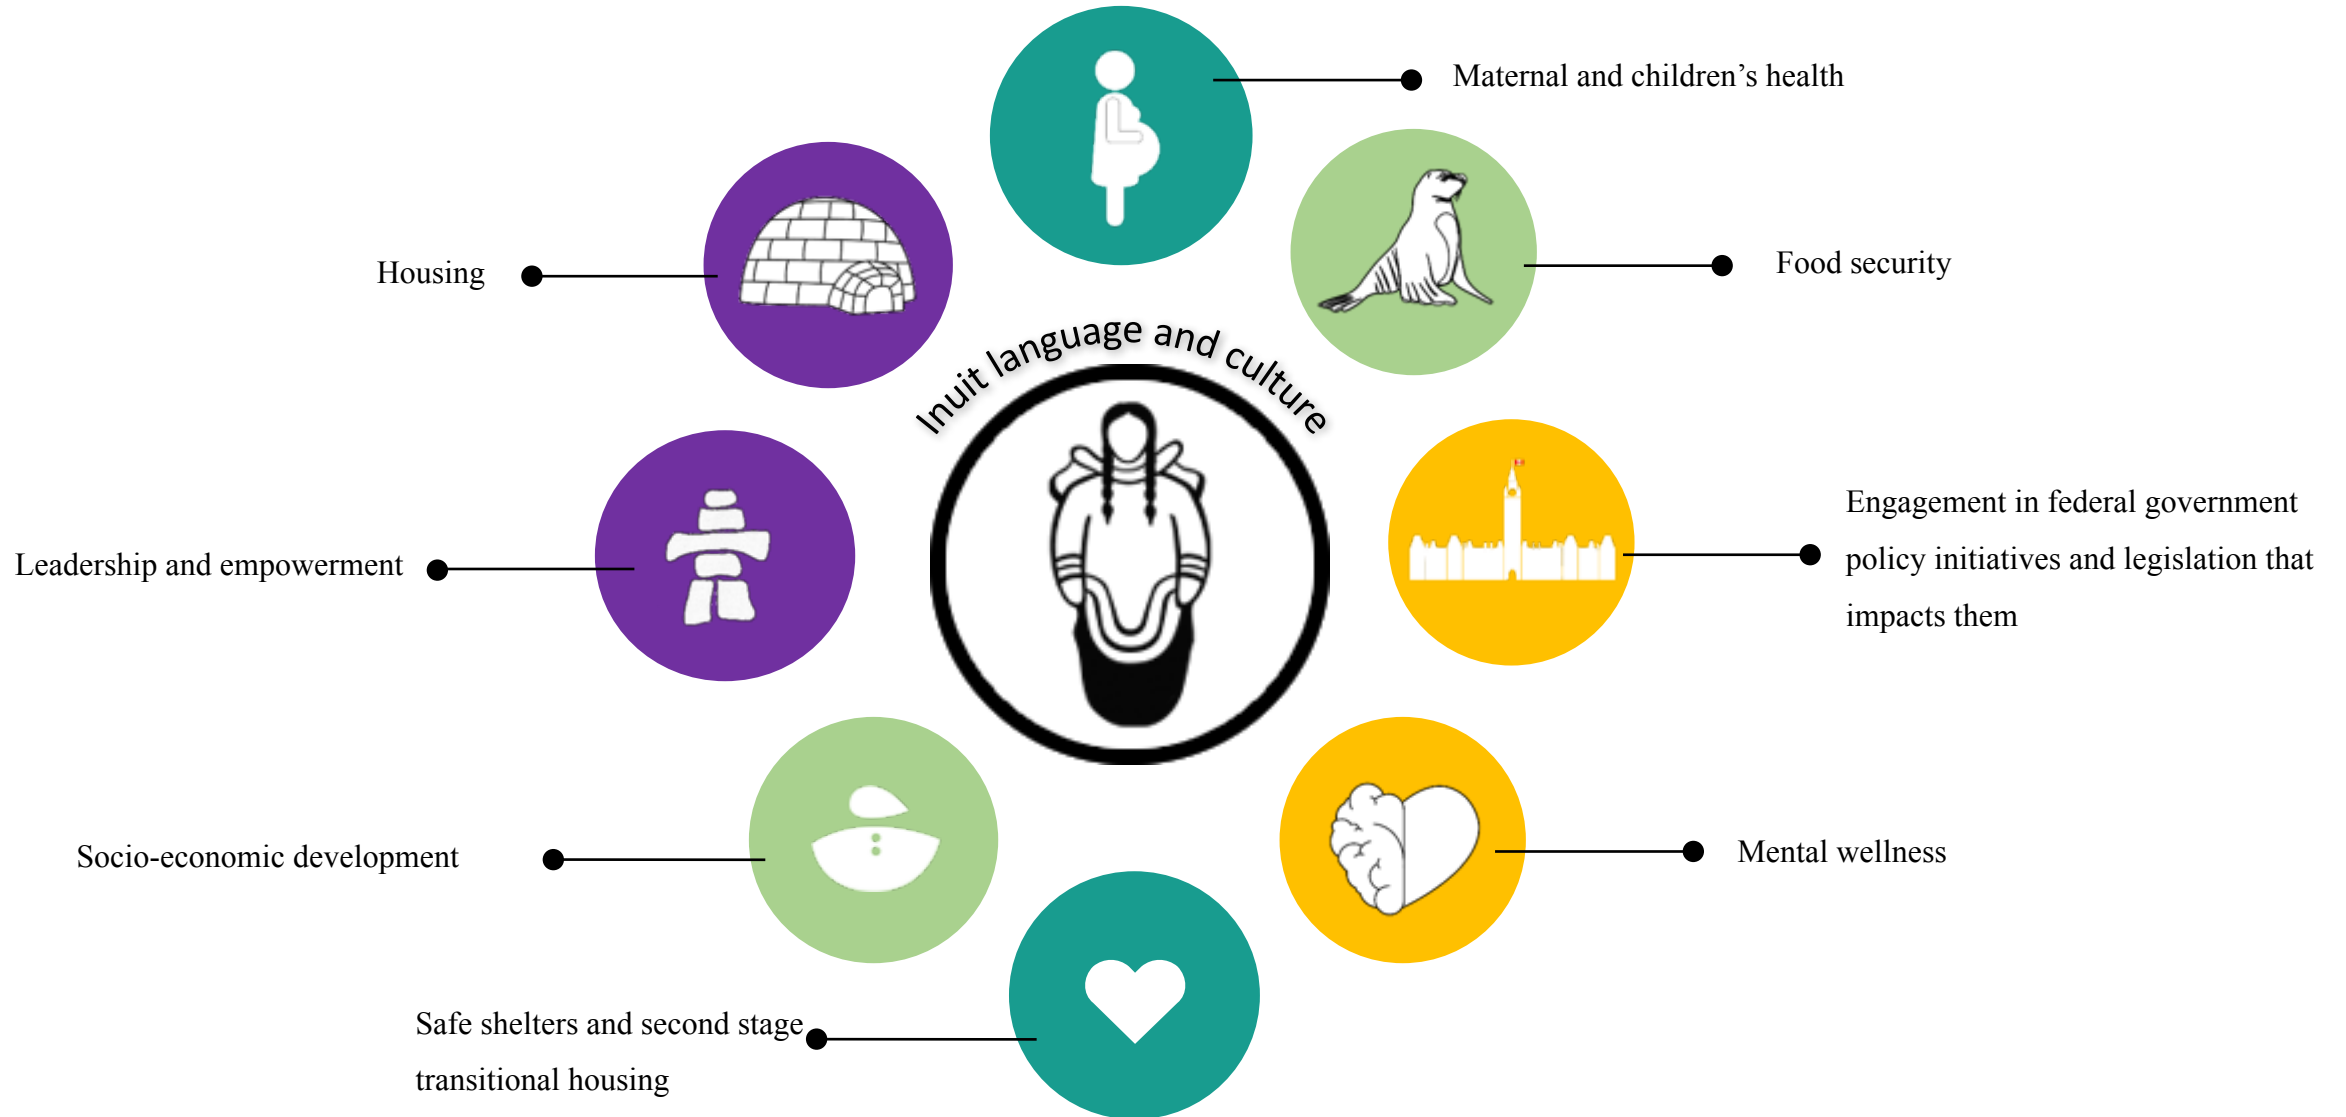 Maternal and children’s health
Food security
Housing
Inuit language and culture
Engagement in federal government
policy initiatives and legislation that
impacts them
Leadership and empowerment
Mental wellness
Socio-economic development
Safe shelters and second stage
transitional housing